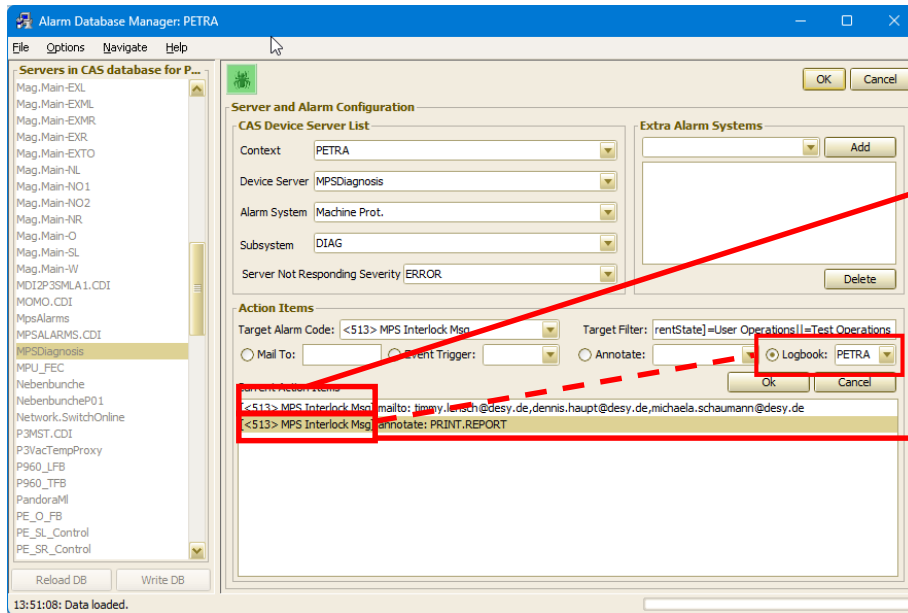 Alarm Database Manager: PETRA
File Options Navigate Help
Servers in CAS database for P...
Mag.Main-EXL
Mag.Main-EXML
Mag.Main-EXMR
Mag.Main-EXR
Mag.Main-EXTO
Mag.Main-NL
Mag.Main-NO1
Mag.Main-NO2
Mag.Main-NR
Mag.Main-O
Mag.Main-SL
Mag.Main-W
MDI2P3SMLA1.CDI
MOMO.CDI
MpsAlarms
MPSALARMS.CDI
MPSDiagnosis
MPU_FEC
Nebenbunche
NebenbuncheP01
Network.SwitchOnline
P3MST.CDI
P3VacTempProxy
P960_LFB
P960_TFB
PandoraMl
PE_O_FB
PE_SL_Control
PE_SR_Control
Reload DB Write DB
13:51:08: Data loaded.
OK Cancel
Server and Alarm Configuration
CAS Device Server List
Context PETRA
Device Server MPSDiagnosis
Alarm System Machine Prot.
Subsystem DIAG
Server Not Responding Severity ERROR
Extra Alarm Systems
Add
Delete
Action Items
Target Alarm Code: <513> MPS Interlock Msg Target Filter: rentState]=User Operations||=Test Operations
Mail To: Event Trigger: Annotate: Logbook: PETRA
Current Action Items Ok Cancel
[<513> MPS Interlock Msg] mailto: timmy.lensch@desy.de,dennis.haupt@desy.de,michaela.schaumann@desy.de
[<513> MPS Interlock Msg] annotate: PRINT.REPORT